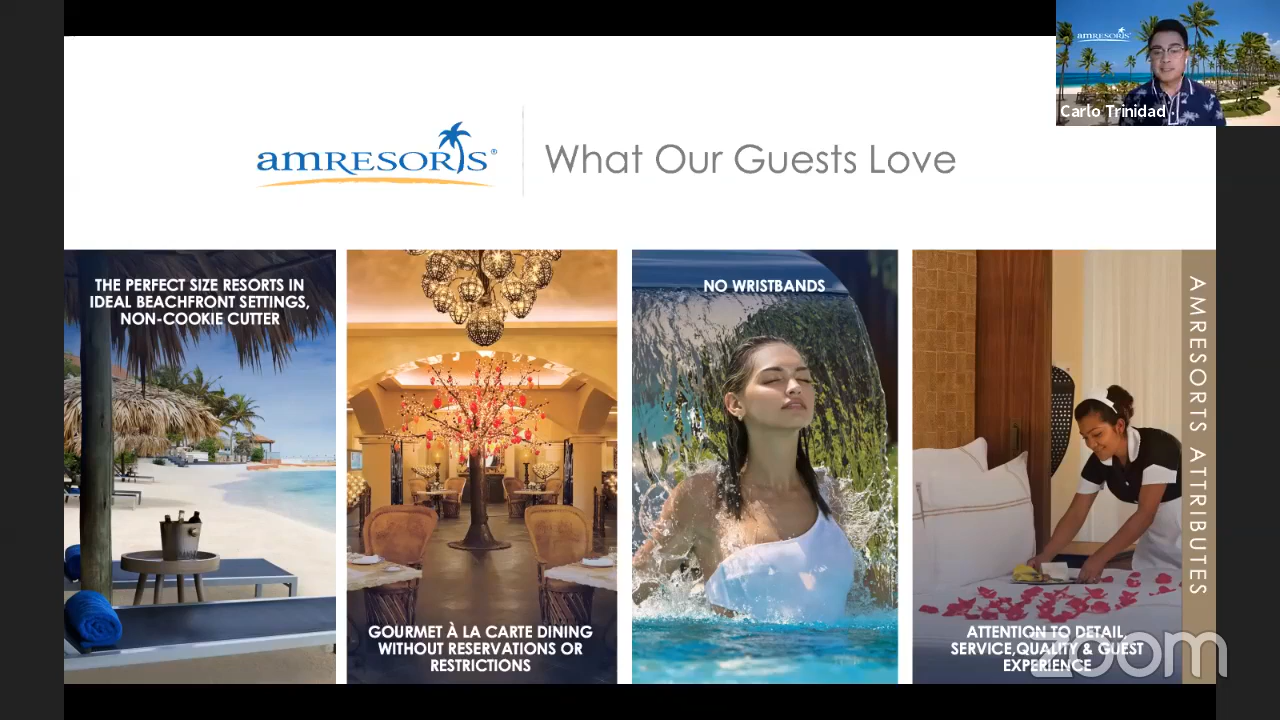 amRESORTS
Carlo Trinidad
amRESORTS®
What Our Guests Love
THE PERFECT SIZE RESORTS IN
IDEAL BEACHFRONT SETTINGS,
NON-COOKIE CUTTER
GOURMET À LA CARTE DINING
WITHOUT RESERVATIONS OR
RESTRICTIONS
NO WRISTBANDS
ATTENTION TO DETAIL,
SERVICE,QUALITY & GUEST
EXPERIENCE
AMRESORTS ATTRIBUTES
zoom